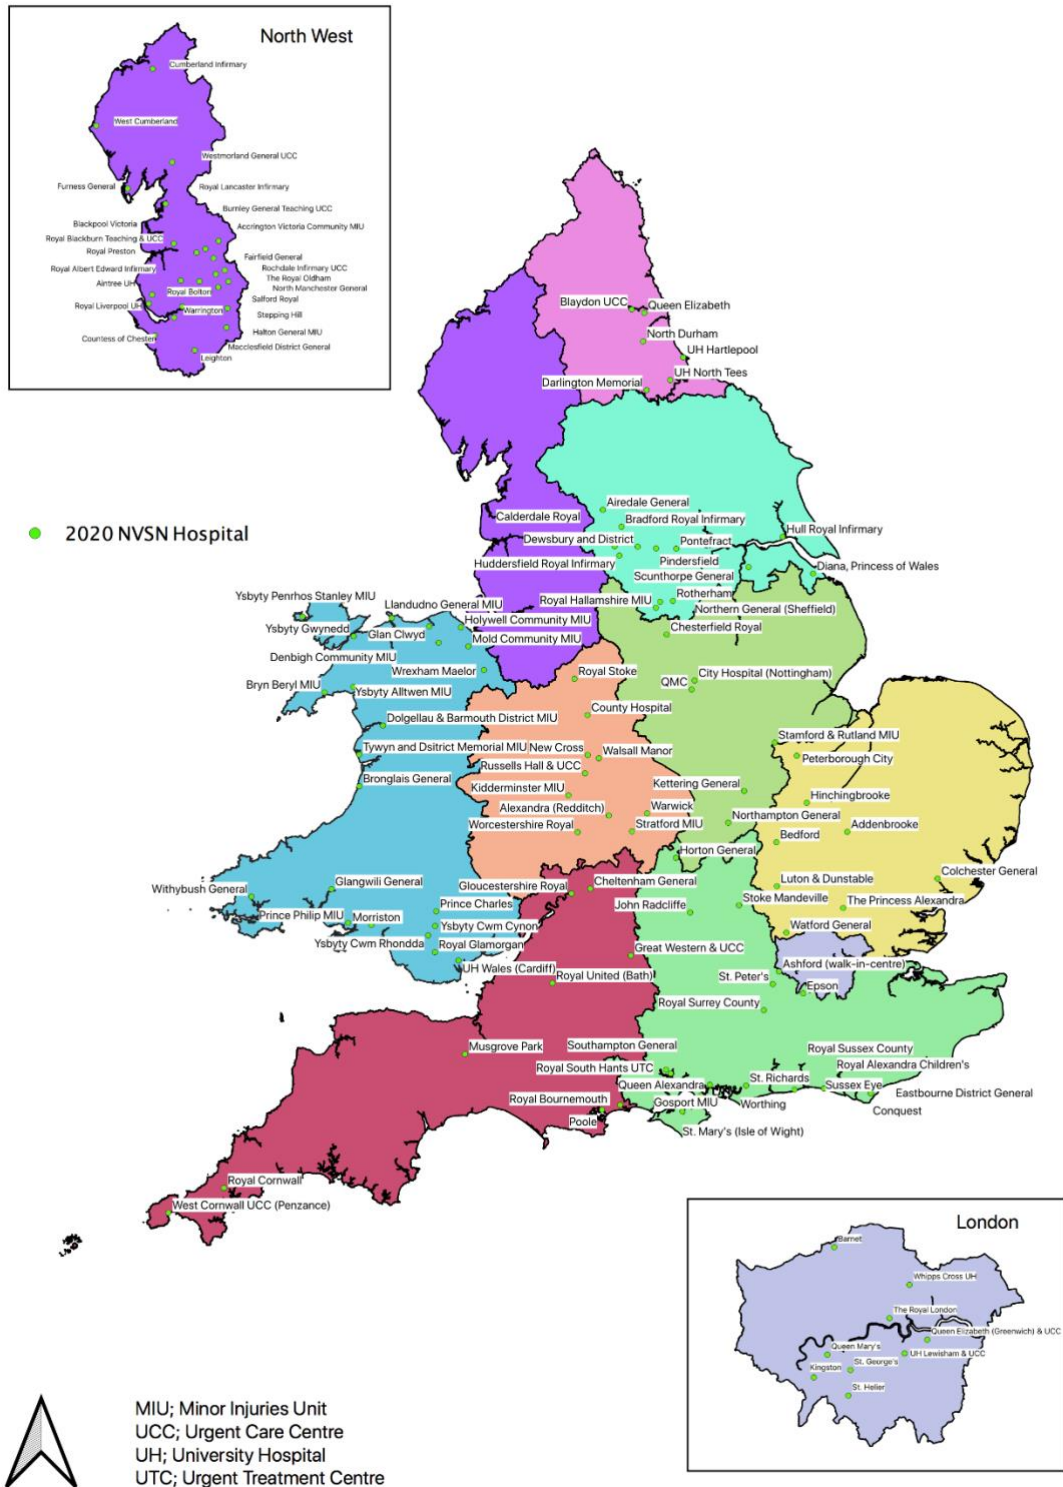 North West
Cumberland Infirmary
West Cumberland
Westmorland General UCC
Furness General
Royal Lancaster Infirmary
Burnley General Teaching UCC
Blackpool Victoria
Accrington Victoria Community MIU
Royal Blackburn Teaching & UCC
Royal Preston
Fairfield General
Royal Albert Edward Infirmary
Rochdale Infirmary UCC
Aintree UH
The Royal Oldham
Royal Bolton
North Manchester General
Royal Liverpool UH
Salford Royal
Warrington
Stepping Hill
Halton General MIU
Countess of Chester
Macclesfield District General
Leighton
Blaydon UCC
Queen Elizabeth
North Durham
UH Hartlepool
UH North Tees
Darlington Memorial
2020 NVSN Hospital
Airedale General
Calderdale Royal
Bradford Royal Infirmary
Hull Royal Infirmary
Dewsbury and District
Pontefract
Huddersfield Royal Infirmary
Pindersfield
Scunthorpe General
Diana, Princess of Wales
Ysbyty Penrhos Stanley MIU
Llandudno General MIU
Royal Hallamshire MIU
Rotherham
Northern General (Sheffield)
Ysbyty Gwynedd
Glan Clwyd
Holywell Community MIU
Chesterfield Royal
Mold Community MIU
Denbigh Community MIU
Wrexham Maelor
Royal Stoke
City Hospital (Nottingham)
QMC
Bryn Beryl MIU
Ysbyty Alltwen MIU
County Hospital
Dolgellau & Barmouth District MIU
Stamford & Rutland MIU
Tywyn and Dsitrict Memorial MIU
New Cross
Walsall Manor
Peterborough City
Russells Hall & UCC
Bronglais General
Kidderminster MIU
Kettering General
Hinchingbrooke
Alexandra (Redditch)
Warwick
Northampton General
Worcestershire Royal
Stratford MIU
Addenbrooke
Bedford
Horton General
Colchester General
Withybush General
Glangwili General
Gloucestershire Royal
Cheltenham General
Luton & Dunstable
Stoke Mandeville
The Princess Alexandra
Prince Philip MIU
Morriston
Prince Charles
John Radcliffe
Ysbyty Cwm Cynon
Watford General
Ysbyty Cwm Rhondda
Royal Glamorgan
Great Western & UCC
UH Wales (Cardiff)
Ashford (walk-in-centre)
Royal United (Bath)
St. Peter's
Epson
Royal Surrey County
Musgrove Park
Southampton General
Royal Sussex County
Royal South Hants UTC
Royal Alexandra Children's
Queen Alexandra
St. Richards
Sussex Eye
Eastbourne District General
Royal Bournemouth
Gosport MIU
Worthing
Conquest
Poole
St. Mary's (Isle of Wight)
Royal Cornwall
West Cornwall UCC (Penzance)
London
Barnet
Whipps Cross UH
The Royal London
Queen Elizabeth (Greenwich) & UCC
Queen Mary's
UH Lewisham & UCC
St. George's
Kingston
St. Helier
MIU; Minor Injuries Unit
UCC; Urgent Care Centre
UH; University Hospital
UTC; Urgent Treatment Centre